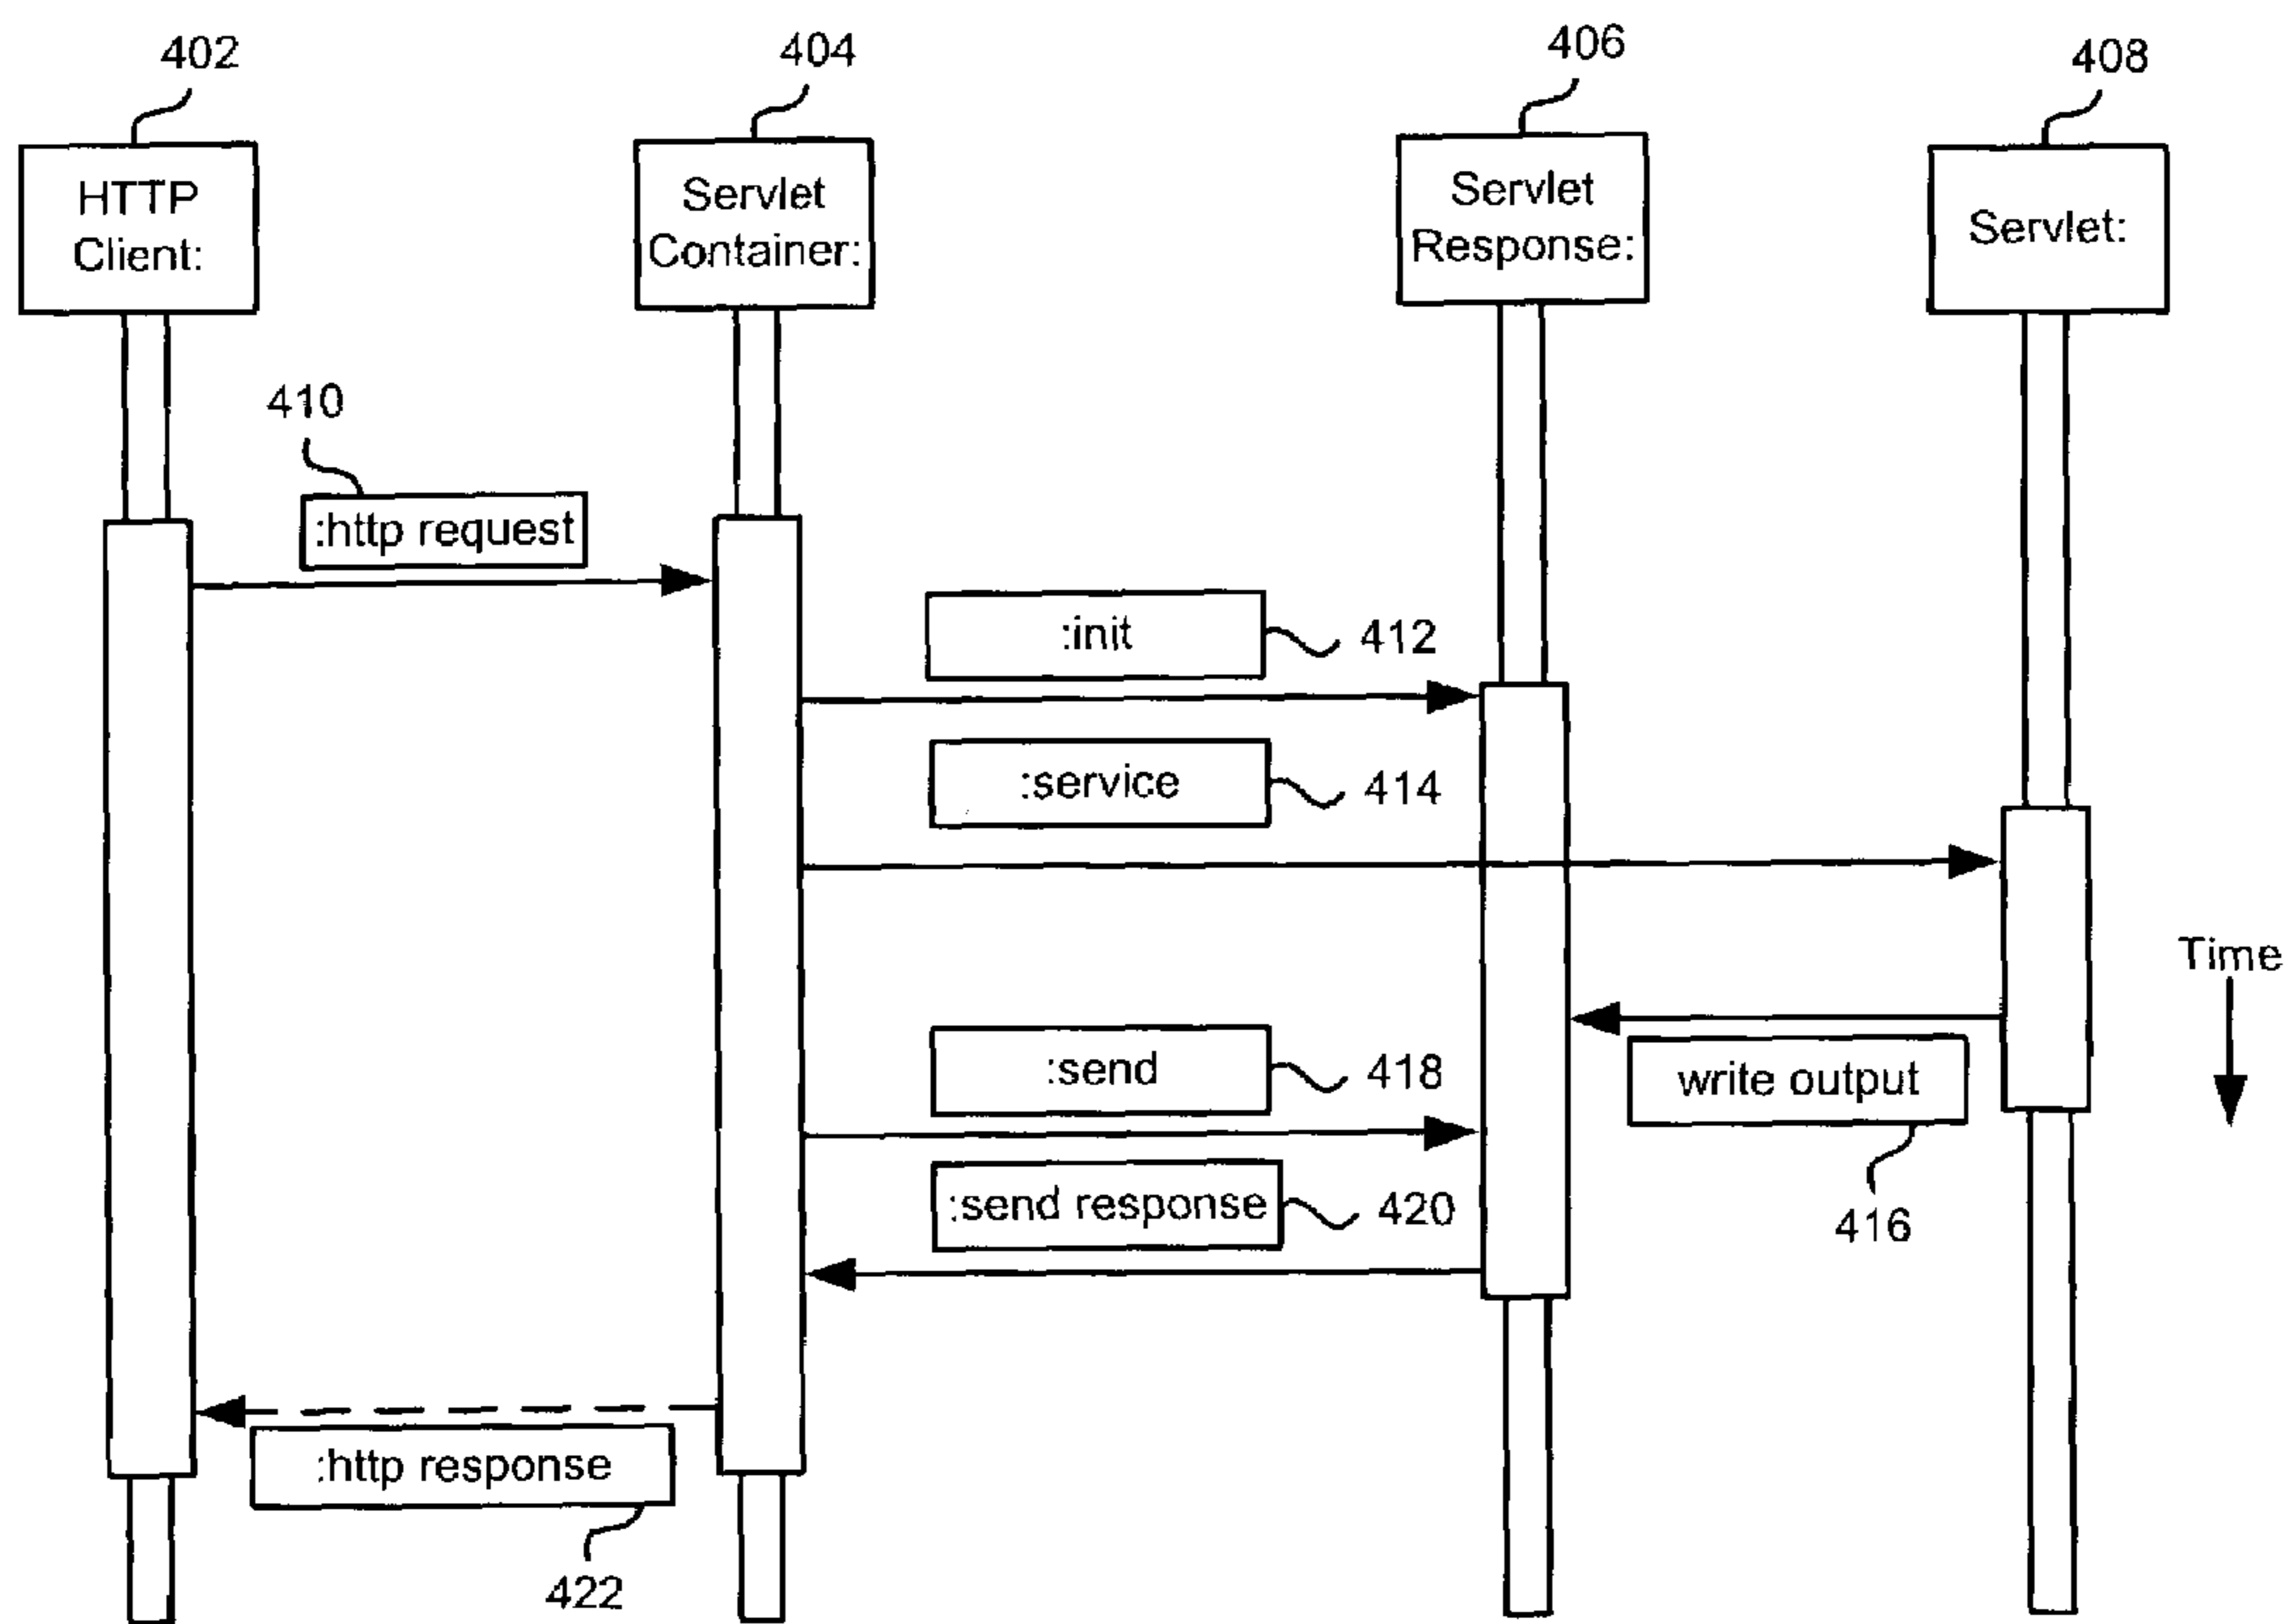 402
404
406
408
HTTP
Client:
Servlet
Container:
Servlet
Response:
Servlet:
410
:http request
:init
412
:service
414
Time
:send
418
write output
:send response
420
416
:http response
422